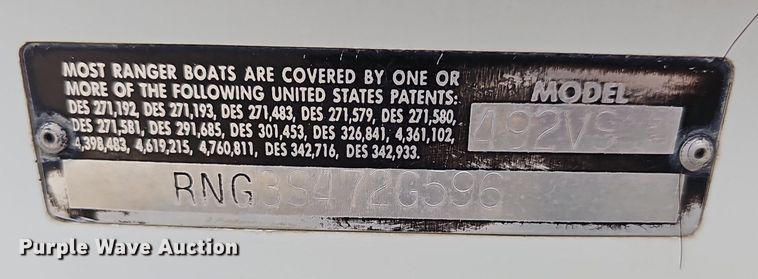 MOST RANGER BOATS ARE COVERED BY ONE OR
MORE OF THE FOLLOWING UNITED STATES PATENTS:
DES 271,192, DES 271,193, DES 271,483, DES 271,579, DES 271,580,
DES 271,581, DES 291,685, DES 301,453, DES 326,841, 4,361,102,
4,398,483, 4,619,215, 4,760,811, DES 342,716, DES 342,933.
MODEL
492VS
RNG3S472G596
Purple Wave Auction